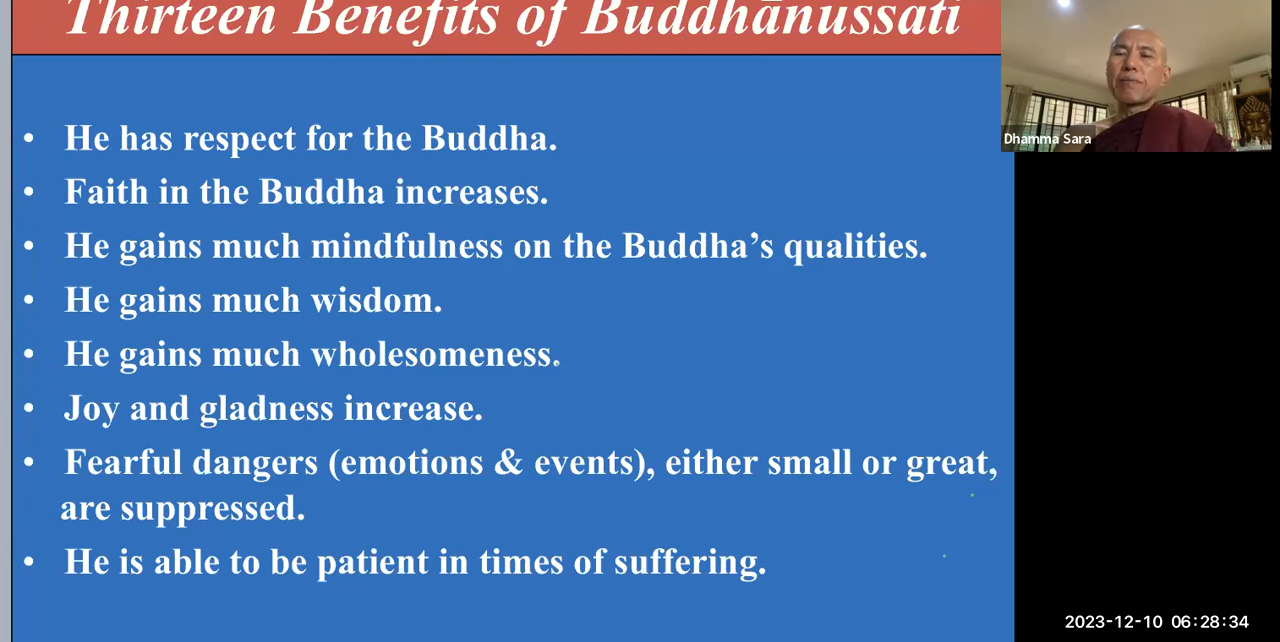 Thirteen Benefits of Buddhānussati
• He has respect for the Buddha.
• Faith in the Buddha increases.
• He gains much mindfulness on the Buddha’s qualities.
• He gains much wisdom.
• He gains much wholesomeness.
• Joy and gladness increase.
• Fearful dangers (emotions & events), either small or great,
are suppressed.
• He is able to be patient in times of suffering.
Dhamma Sara
2023-12-10 06:28:34